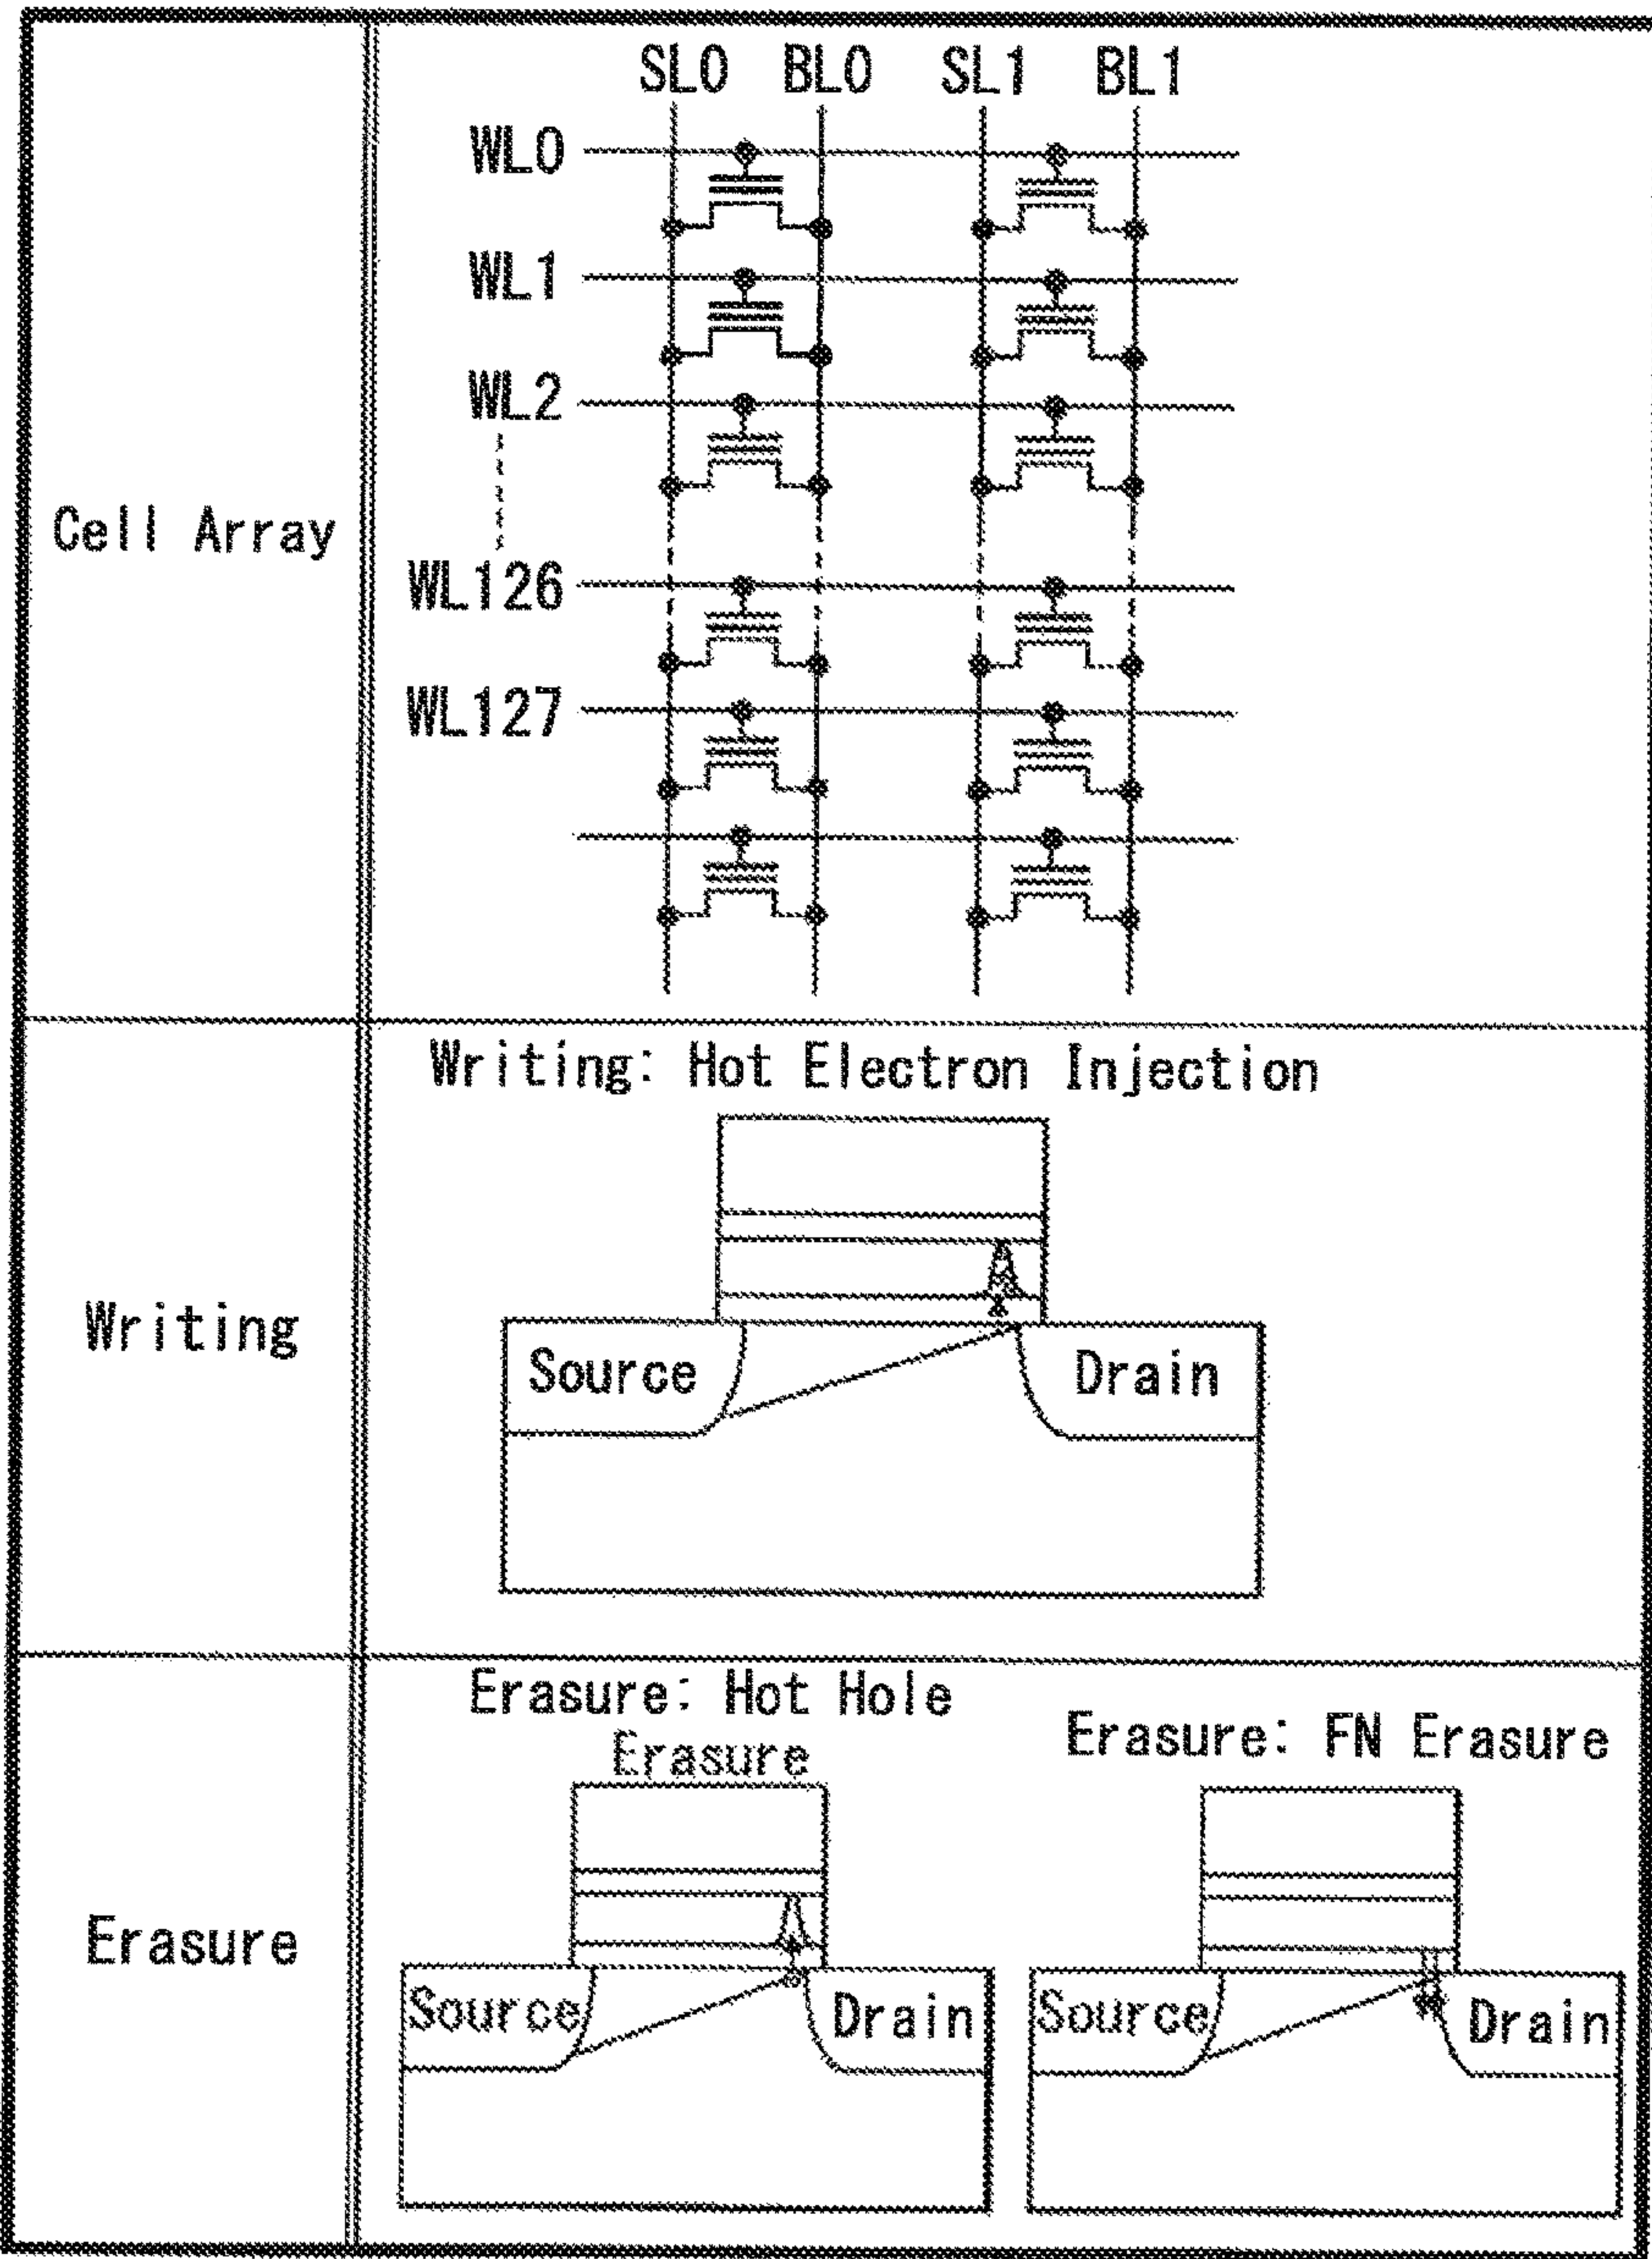 SL0 BL0 SL1 BL1
WL0
WL1
WL2
Cell Array
WL126
WL127
Writing: Hot Electron Injection
Writing
Source Drain
Erasure: Hot Hole
Erasure
Erasure: FN Erasure
Erasure
Source Drain Source Drain